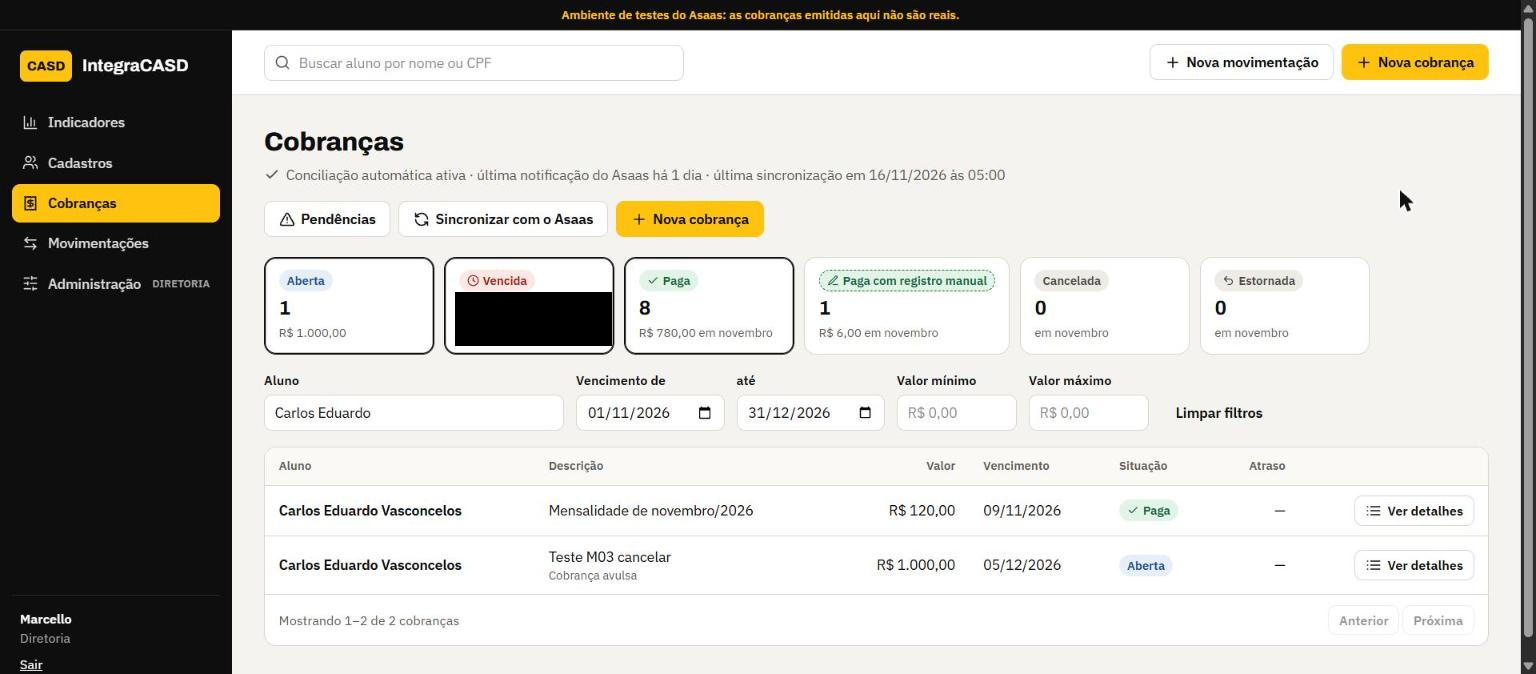 Ambiente de testes do Asaas: as cobranças emitidas aqui não são reais.
CASD IntegraCASD
Buscar aluno por nome ou CPF
Nova movimentação
Nova cobrança
Indicadores
Cadastros
Cobranças
Movimentações
Administração DIRETORIA
Cobranças
Conciliação automática ativa · última notificação do Asaas há 1 dia · última sincronização em 16/11/2026 às 05:00
Pendências
Sincronizar com o Asaas
Nova cobrança
Aberta
1
R$ 1.000,00
Vencida
Paga
8
R$ 780,00 em novembro
Paga com registro manual
1
R$ 6,00 em novembro
Cancelada
0
em novembro
Estornada
0
em novembro
Aluno Vencimento de até Valor mínimo Valor máximo
Carlos Eduardo 01/11/2026 31/12/2026 R$ 0,00 R$ 0,00 Limpar filtros
Aluno Descrição Valor Vencimento Situação Atraso
Carlos Eduardo Vasconcelos Mensalidade de novembro/2026 R$ 120,00 09/11/2026 Paga — Ver detalhes
Carlos Eduardo Vasconcelos Teste M03 cancelar R$ 1.000,00 05/12/2026 Aberta — Ver detalhes
Cobrança avulsa
Mostrando 1–2 de 2 cobranças Anterior Próxima
Marcello
Diretoria
Sair